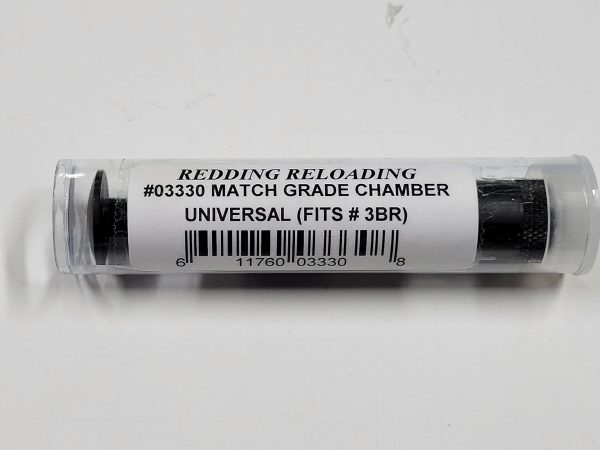 REDDING RELOADING
#03330 MATCH GRADE CHAMBER
UNIVERSAL (FITS # 3BR)
6 11760 03330 8